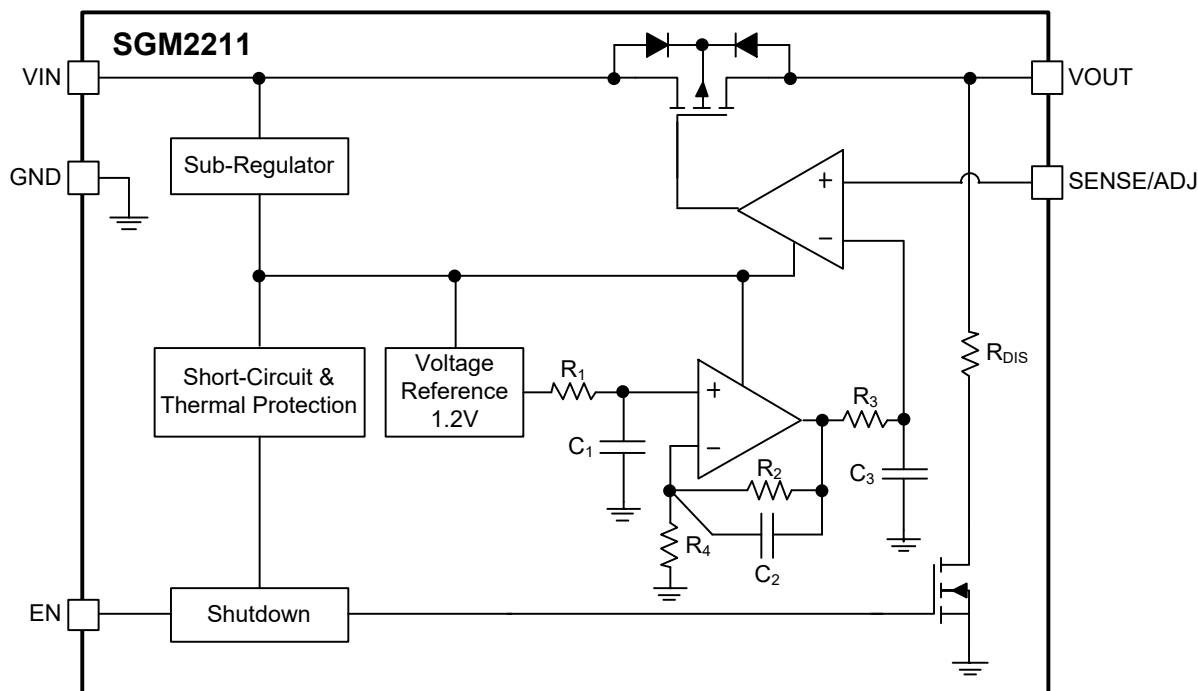 SGM2211
VIN
VOUT
Sub-Regulator
GND
SENSE/ADJ
+
−
Short-Circuit &
Thermal Protection
Voltage
Reference
1.2V
R1
C1
+
−
R2
R3
C3
R4
C2
RDIS
EN
Shutdown